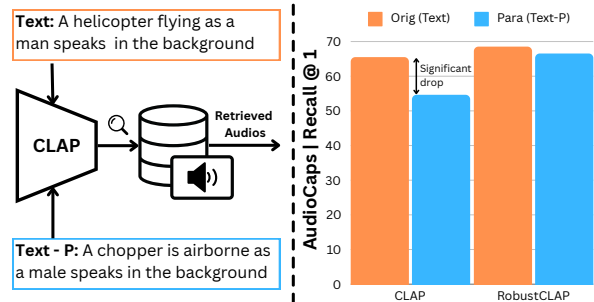 Text: A helicopter flying as a
man speaks in the background
CLAP
Retrieved
Audios
Text - P: A chopper is airborne as
a male speaks in the background
Orig (Text)
Para (Text-P)
AudioCaps | Recall @ 1
70
60
50
40
30
20
10
0
Significant
drop
CLAP
RobustCLAP